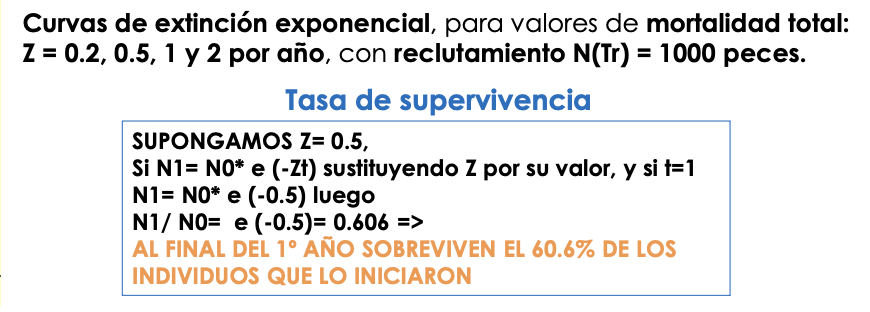 Curvas de extinción exponencial, para valores de mortalidad total:
Z = 0.2, 0.5, 1 y 2 por año, con reclutamiento N(Tr) = 1000 peces.
Tasa de supervivencia
SUPONGAMOS Z= 0.5,
Si N1= N0* e (-Zt) sustituyendo Z por su valor, y si t=1
N1= N0* e (-0.5) luego
N1/ N0=  e (-0.5)= 0.606 =>
AL FINAL DEL 1º AÑO SOBREVIVEN EL 60.6% DE LOS
INDIVIDUOS QUE LO INICIARON